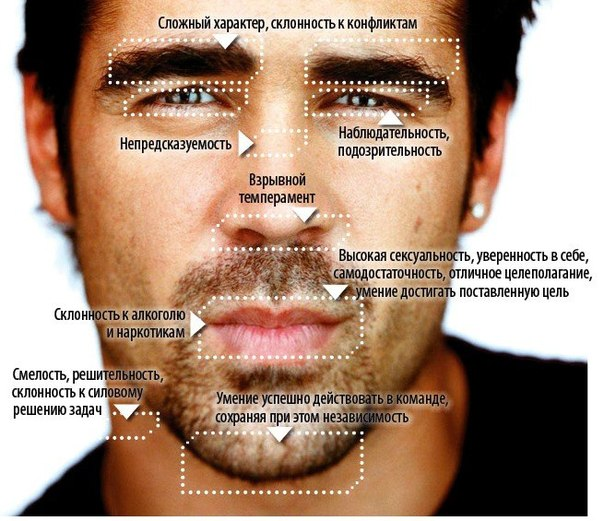 Сложный характер, склонность к конфликтам
Непредсказуемость
Наблюдательность,
подозрительность
Взрывной
темперамент
Высокая сексуальность, уверенность в себе,
самодостаточность, отличное целеполагание,
умение достигать поставленную цель
Склонность к алкоголю
и наркотикам
Смелость, решительность,
склонность к силовому
решению задач
Умение успешно действовать в команде,
сохраняя при этом независимость